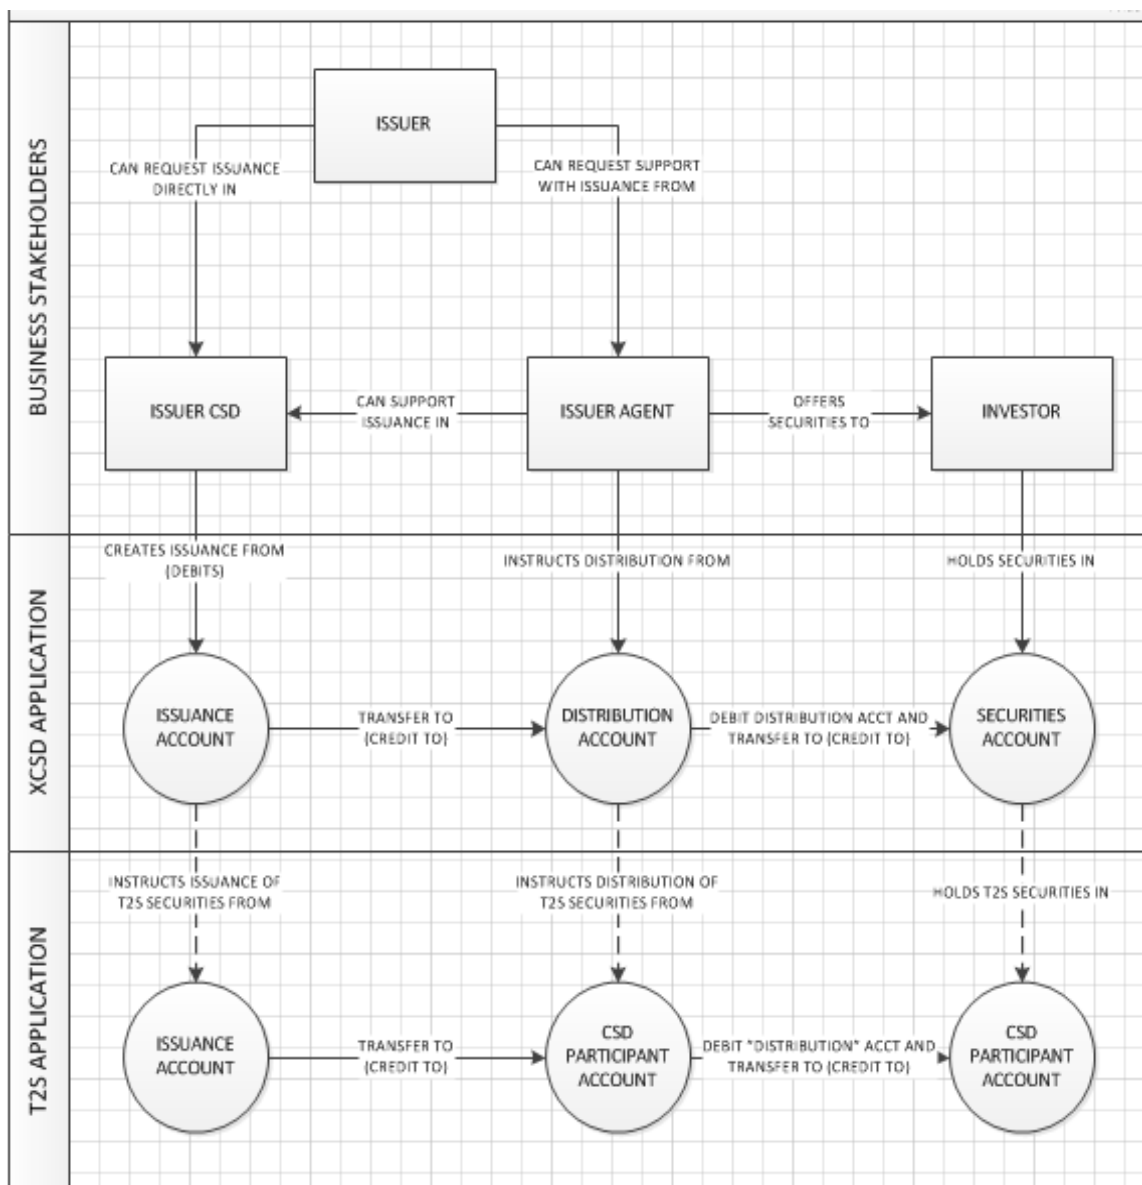 BUSINESS STAKEHOLDERS
ISSUER
CAN REQUEST ISSUANCE
DIRECTLY IN
CAN REQUEST SUPPORT
WITH ISSUANCE FROM
ISSUER CSD
CAN SUPPORT
ISSUANCE IN
ISSUER AGENT
OFFERS
SECURITIES TO
INVESTOR
XCSD APPLICATION
CREATES ISSUANCE FROM
(DEBITS)
INSTRUCTS DISTRIBUTION FROM
HOLDS SECURITIES IN
ISSUANCE
ACCOUNT
TRANSFER TO
(CREDIT TO)
DISTRIBUTION
ACCOUNT
DEBIT DISTRIBUTION ACCT AND
TRANSFER TO (CREDIT TO)
SECURITIES
ACCOUNT
T2S APPLICATION
INSTRUCTS ISSUANCE OF
T2S SECURITIES FROM
INSTRUCTS DISTRIBUTION OF
T2S SECURITIES FROM
HOLDS T2S SECURITIES IN
ISSUANCE
ACCOUNT
TRANSFER TO
(CREDIT TO)
CSD
PARTICIPANT
ACCOUNT
DEBIT "DISTRIBUTION" ACCT AND
TRANSFER TO (CREDIT TO)
CSD
PARTICIPANT
ACCOUNT